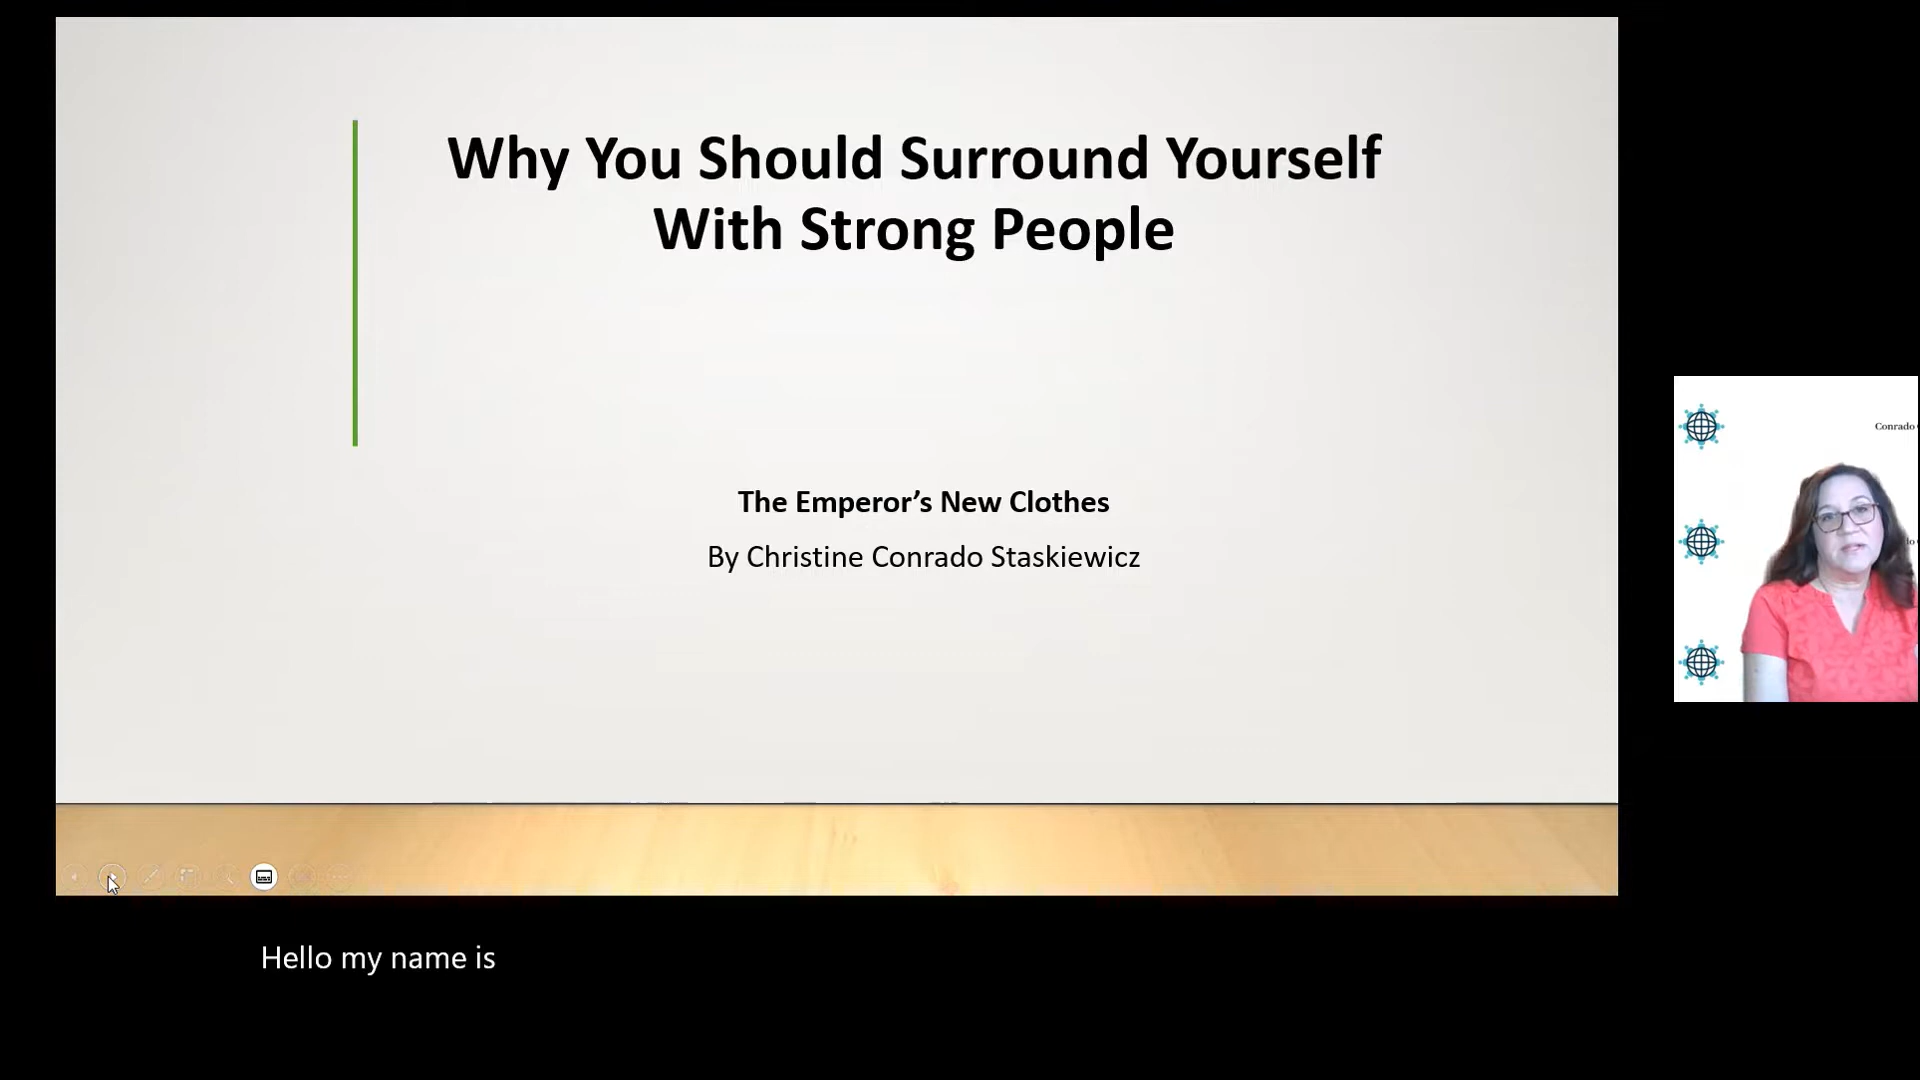 Why You Should Surround Yourself
With Strong People
The Emperor’s New Clothes
By Christine Conrado Staskiewicz
Conrado
lo
Hello my name is